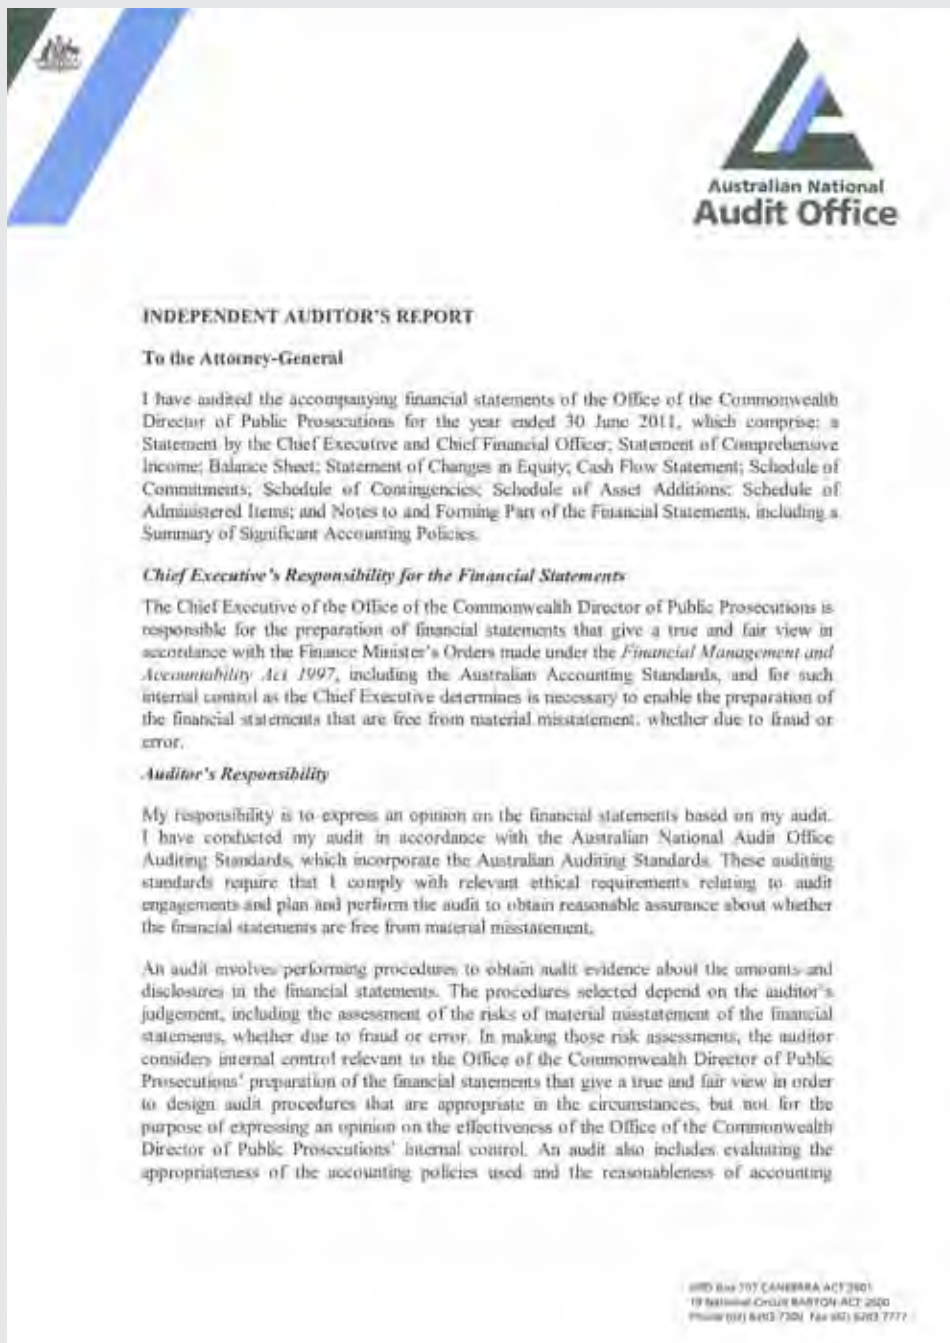 Australian National
Audit Office
INDEPENDENT AUDITOR'S REPORT
To the Attorney-General
I have audited the accompanying financial statements of the Office of the Commonwealth
Director of Public Prosecutions for the year ended 30 June 2011, which comprise: a
Statement by the Chief Executive and Chief Financial Officer; Statement of Comprehensive
Income; Balance Sheet; Statement of Changes in Equity; Cash Flow Statement; Schedule of
Commitments; Schedule of Contingencies; Schedule of Asset Additions; Schedule of
Administered Items; and Notes to and Forming Part of the Financial Statements, including a
Summary of Significant Accounting Policies.
Chief Executive's Responsibility for the Financial Statements
The Chief Executive of the Office of the Commonwealth Director of Public Prosecutions is
responsible for the preparation of financial statements that give a true and fair view in
accordance with the Finance Minister's Orders made under the Financial Management and
Accountability Act 1997, including the Australian Accounting Standards, and for such
internal control as the Chief Executive determines is necessary to enable the preparation of
the financial statements that are free from material misstatement, whether due to fraud or
error.
Auditor's Responsibility
My responsibility is to express an opinion on the financial statements based on my audit.
I have conducted my audit in accordance with the Australian National Audit Office
Auditing Standards, which incorporate the Australian Auditing Standards. These auditing
standards require that I comply with relevant ethical requirements relating to audit
engagements and plan and perform the audit to obtain reasonable assurance about whether
the financial statements are free from material misstatement.
An audit involves performing procedures to obtain audit evidence about the amounts and
disclosures in the financial statements. The procedures selected depend on the auditor's
judgement, including the assessment of the risks of material misstatement of the financial
statements, whether due to fraud or error. In making those risk assessments, the auditor
considers internal control relevant to the Office of the Commonwealth Director of Public
Prosecutions' preparation of the financial statements that give a true and fair view in order
to design audit procedures that are appropriate in the circumstances, but not for the
purpose of expressing an opinion on the effectiveness of the Office of the Commonwealth
Director of Public Prosecutions' internal control. An audit also includes evaluating the
appropriateness of the accounting policies used and the reasonableness of accounting
GPO Box 707 CANBERRA ACT 2601
19 National Circuit BARTON ACT 2600
Phone (02) 6203 7300 Fax (02) 6203 7777